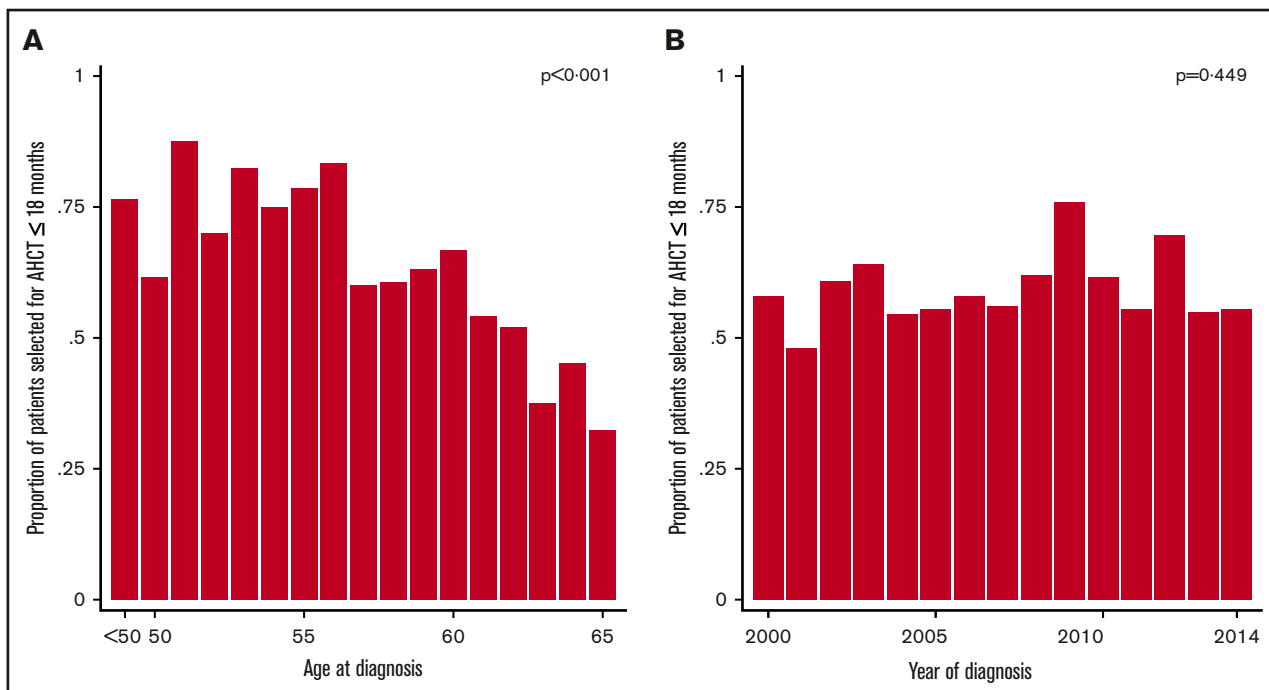 A
p<0·001
1
.75
.5
.25
0
Proportion of patients selected for AHCT ≤ 18 months
<50 50 55 60 65
Age at diagnosis
B
p=0·449
1
.75
.5
.25
0
Proportion of patients selected for AHCT ≤ 18 months
2000 2005 2010 2014
Year of diagnosis